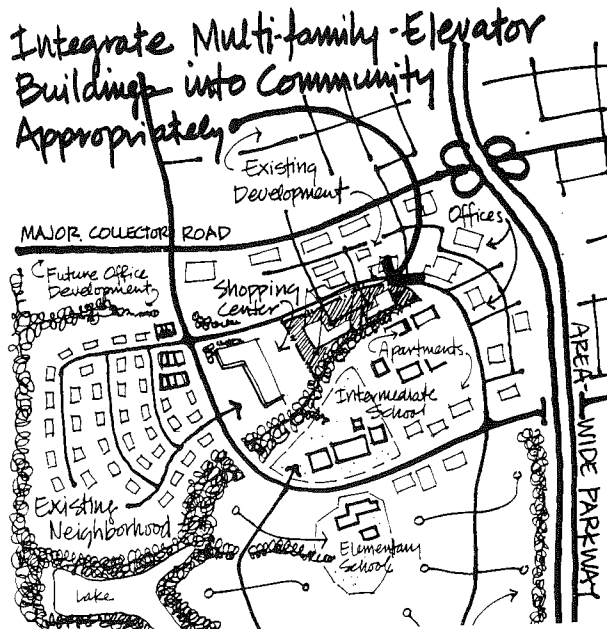 Integrate Multi-family-Elevator
Buildings into Community
Appropriately
Existing
Development
Offices
MAJOR COLLECTOR ROAD
Future Office
Development
Shopping
Center
Apartments
Intermediate
School
AREA WIDE PARKWAY
Existing
Neighborhood
Elementary
School
Lake